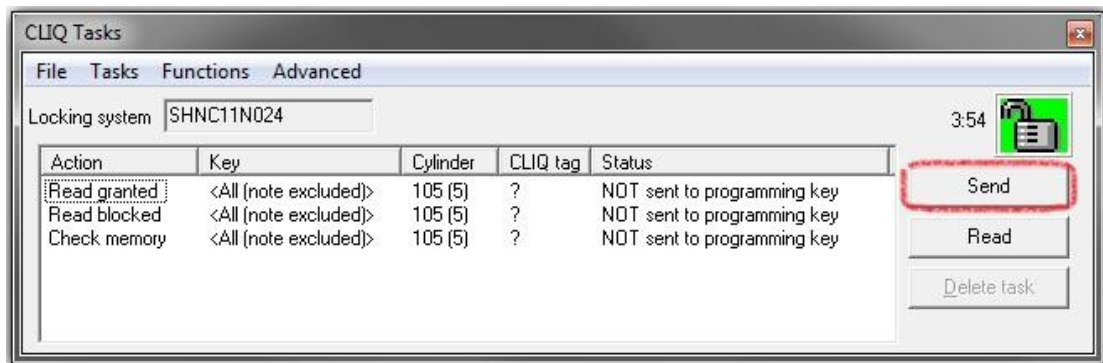 CLIQ Tasks
File Tasks Functions Advanced
Locking system SHNC11N024 3:54
Action Key Cylinder CLIQ tag Status
Read granted <All (note excluded)> 105 (5) ? NOT sent to programming key
Read blocked <All (note excluded)> 105 (5) ? NOT sent to programming key
Check memory <All (note excluded)> 105 (5) ? NOT sent to programming key
Send
Read
Delete task